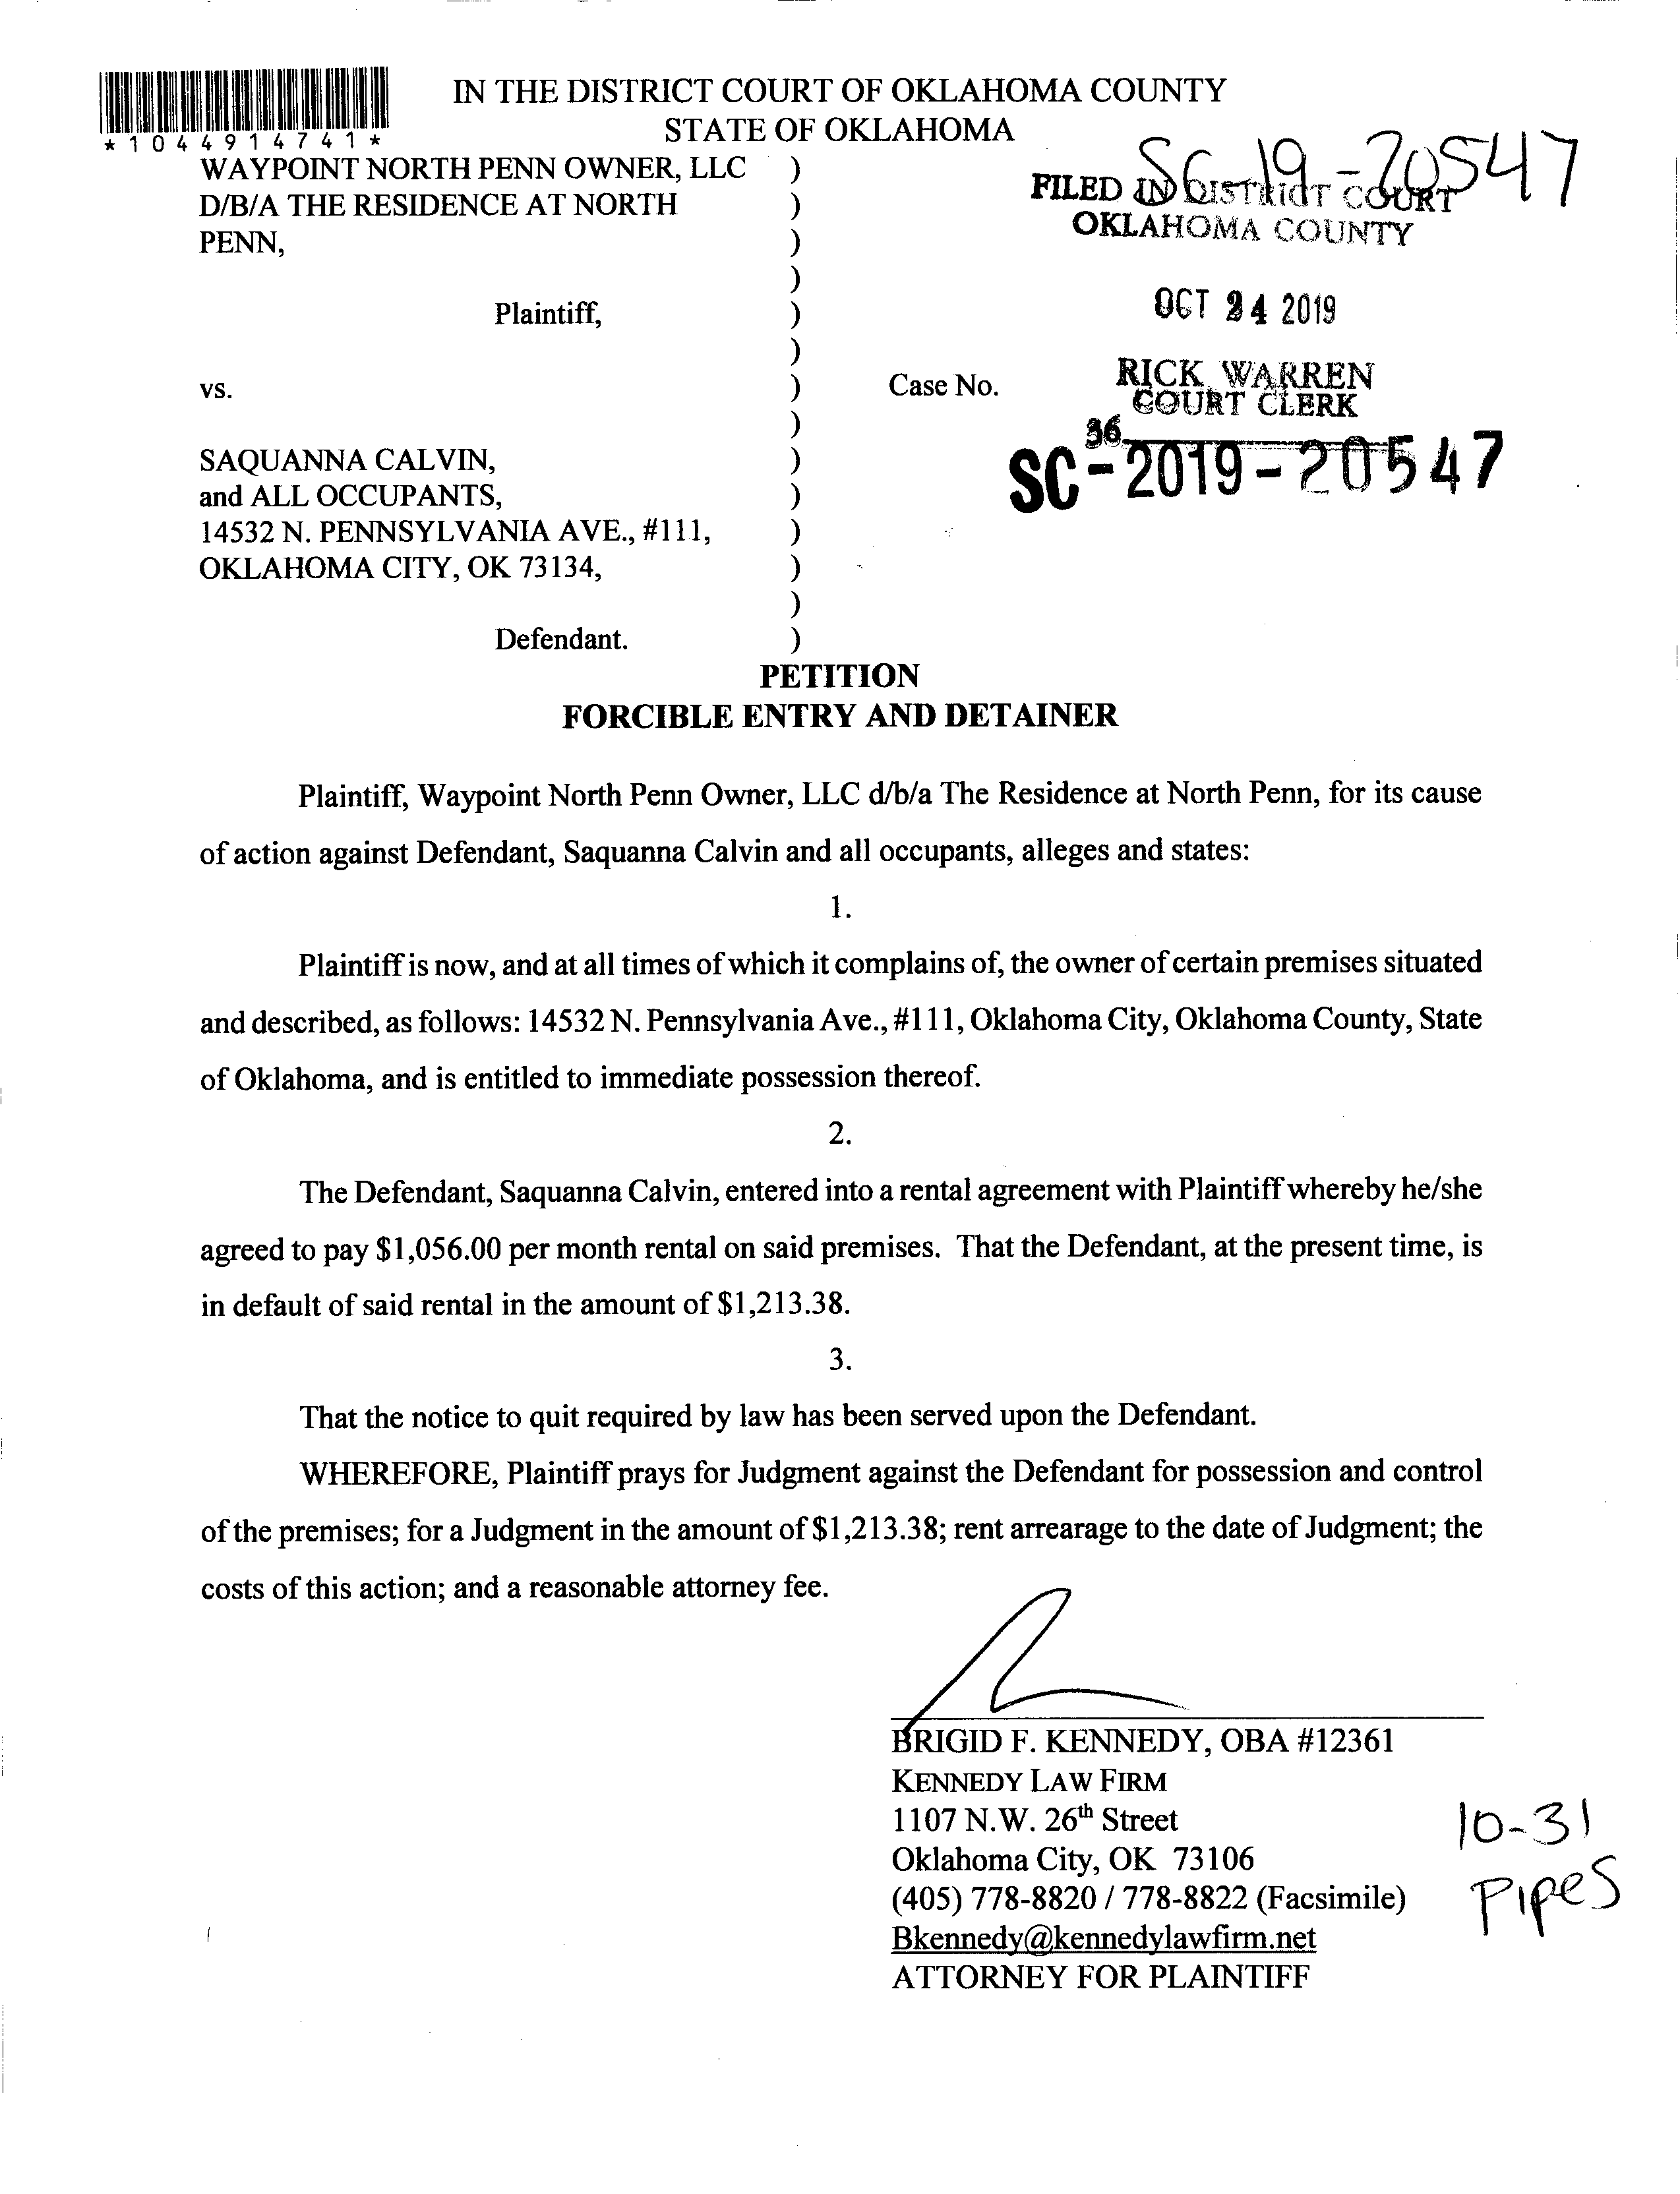 IN THE DISTRICT COURT OF OKLAHOMA COUNTY
STATE OF OKLAHOMA
*1044914741*
SC-19-20547
WAYPOINT NORTH PENN OWNER, LLC )
D/B/A THE RESIDENCE AT NORTH )
PENN, )
)
Plaintiff, )
)
vs. )
)
SAQUANNA CALVIN, )
and ALL OCCUPANTS, )
14532 N. PENNSYLVANIA AVE., #111, )
OKLAHOMA CITY, OK 73134, )
)
Defendant. )
FILED IN DISTRICT COURT
OKLAHOMA COUNTY
OCT 24 2019
RICK WARREN
COURT CLERK
36
Case No.
SC-2019-20547
PETITION
FORCIBLE ENTRY AND DETAINER
Plaintiff, Waypoint North Penn Owner, LLC d/b/a The Residence at North Penn, for its cause
of action against Defendant, Saquanna Calvin and all occupants, alleges and states:
1.
Plaintiff is now, and at all times of which it complains of, the owner of certain premises situated
and described, as follows: 14532 N. Pennsylvania Ave., #111, Oklahoma City, Oklahoma County, State
of Oklahoma, and is entitled to immediate possession thereof.
2.
The Defendant, Saquanna Calvin, entered into a rental agreement with Plaintiff whereby he/she
agreed to pay $1,056.00 per month rental on said premises. That the Defendant, at the present time, is
in default of said rental in the amount of $1,213.38.
3.
That the notice to quit required by law has been served upon the Defendant.
WHEREFORE, Plaintiff prays for Judgment against the Defendant for possession and control
of the premises; for a Judgment in the amount of $1,213.38; rent arrearage to the date of Judgment; the
costs of this action; and a reasonable attorney fee.
BRIGID F. KENNEDY, OBA #12361
KENNEDY LAW FIRM
1107 N.W. 26th Street
Oklahoma City, OK 73106
(405) 778-8820 / 778-8822 (Facsimile)
Bkennedy@kennedylawfirm.net
ATTORNEY FOR PLAINTIFF
10-31
Pipes